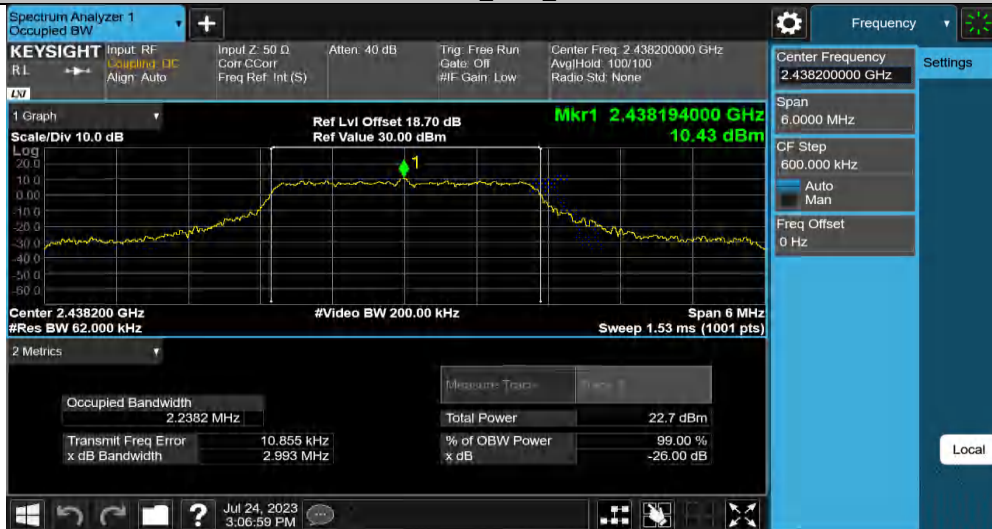 Spectrum Analyzer 1
Occupied BW
+
Frequency
KEYSIGHT
RL
LXI
Input: RF
Coupling: DC
Align: Auto
Input Z: 50 Ω
Corr CCorr
Freq Ref: Int (S)
Atten: 40 dB
Trig: Free Run
Gate: Off
#IF Gain: Low
Center Freq: 2.438200000 GHz
Avg|Hold: 100/100
Radio Std: None
Center Frequency
2.438200000 GHz
Settings
Span
6.0000 MHz
CF Step
600.000 kHz
Auto
Man
Freq Offset
0 Hz
Local
1 Graph
Scale/Div 10.0 dB
Ref Lvl Offset 18.70 dB
Ref Value 30.00 dBm
Mkr1 2.438194000 GHz
10.43 dBm
Log
20.0
10.0
0.00
-10.0
-20.0
-30.0
-40.0
-50.0
-60.0
1
Center 2.438200 GHz
#Video BW 200.00 kHz
Span 6 MHz
#Res BW 62.000 kHz
Sweep 1.53 ms (1001 pts)
2 Metrics
Measure Trace
Occupied Bandwidth
2.2382 MHz
Total Power 22.7 dBm
Transmit Freq Error 10.855 kHz
% of OBW Power 99.00 %
x dB Bandwidth 2.993 MHz
x dB -26.00 dB
?
Jul 24, 2023
3:06:59 PM